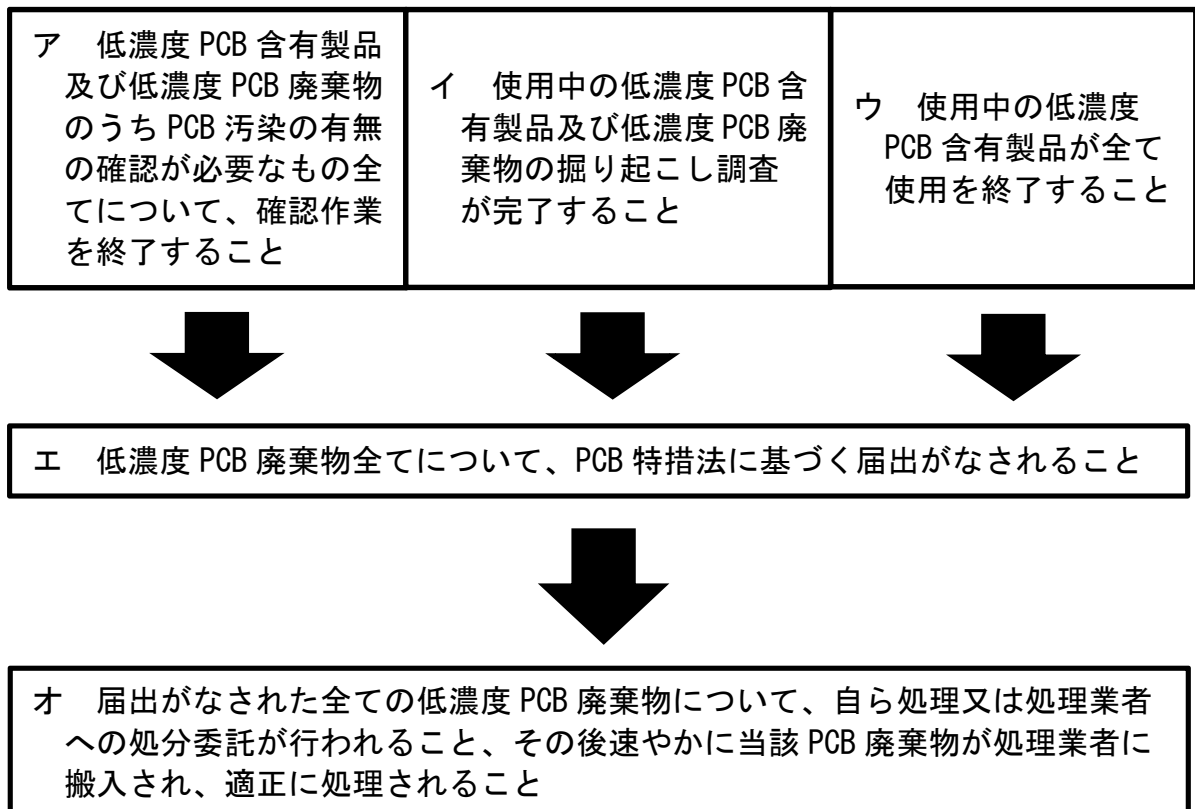 ア　低濃度 PCB 含有製品
及び低濃度 PCB 廃棄物
のうち PCB 汚染の有無
の確認が必要なもの全
てについて、確認作業
を終了すること
イ　使用中の低濃度 PCB 含
有製品及び低濃度 PCB 廃
棄物の掘り起こし調査
が完了すること
ウ　使用中の低濃度
PCB 含有製品が全て
使用を終了すること
エ　低濃度 PCB 廃棄物全てについて、PCB 特措法に基づく届出がなされること
オ　届出がなされた全ての低濃度 PCB 廃棄物について、自ら処理又は処理業者
への処分委託が行われること、その後速やかに当該 PCB 廃棄物が処理業者に
搬入され、適正に処理されること